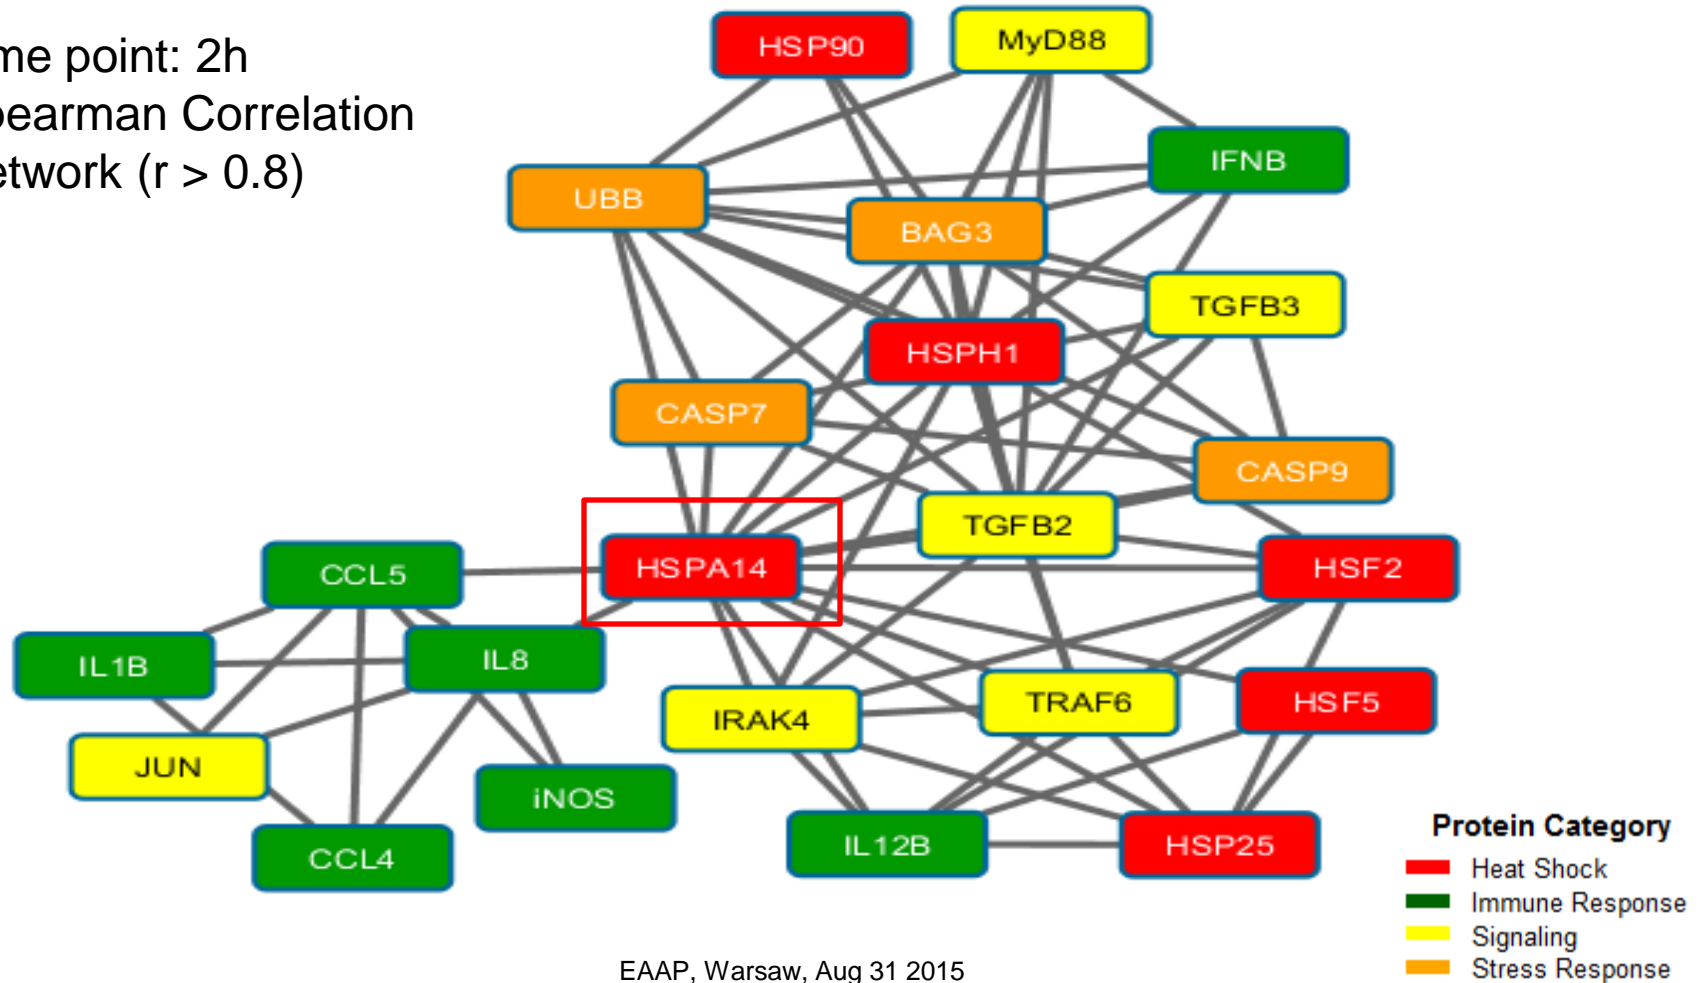 me point: 2h
pearman Correlation
etwork (r > 0.8)
HSP90
MyD88
IFNB
UBB
BAG3
TGFB3
HSPH1
CASP7
CASP9
TGFB2
HSPA14
HSF2
CCL5
IL8
IL1B
IRAK4
TRAF6
HSF5
JUN
iNOS
CCL4
IL12B
HSP25
Protein Category
Heat Shock
Immune Response
Signaling
Stress Response
EAAP, Warsaw, Aug 31 2015